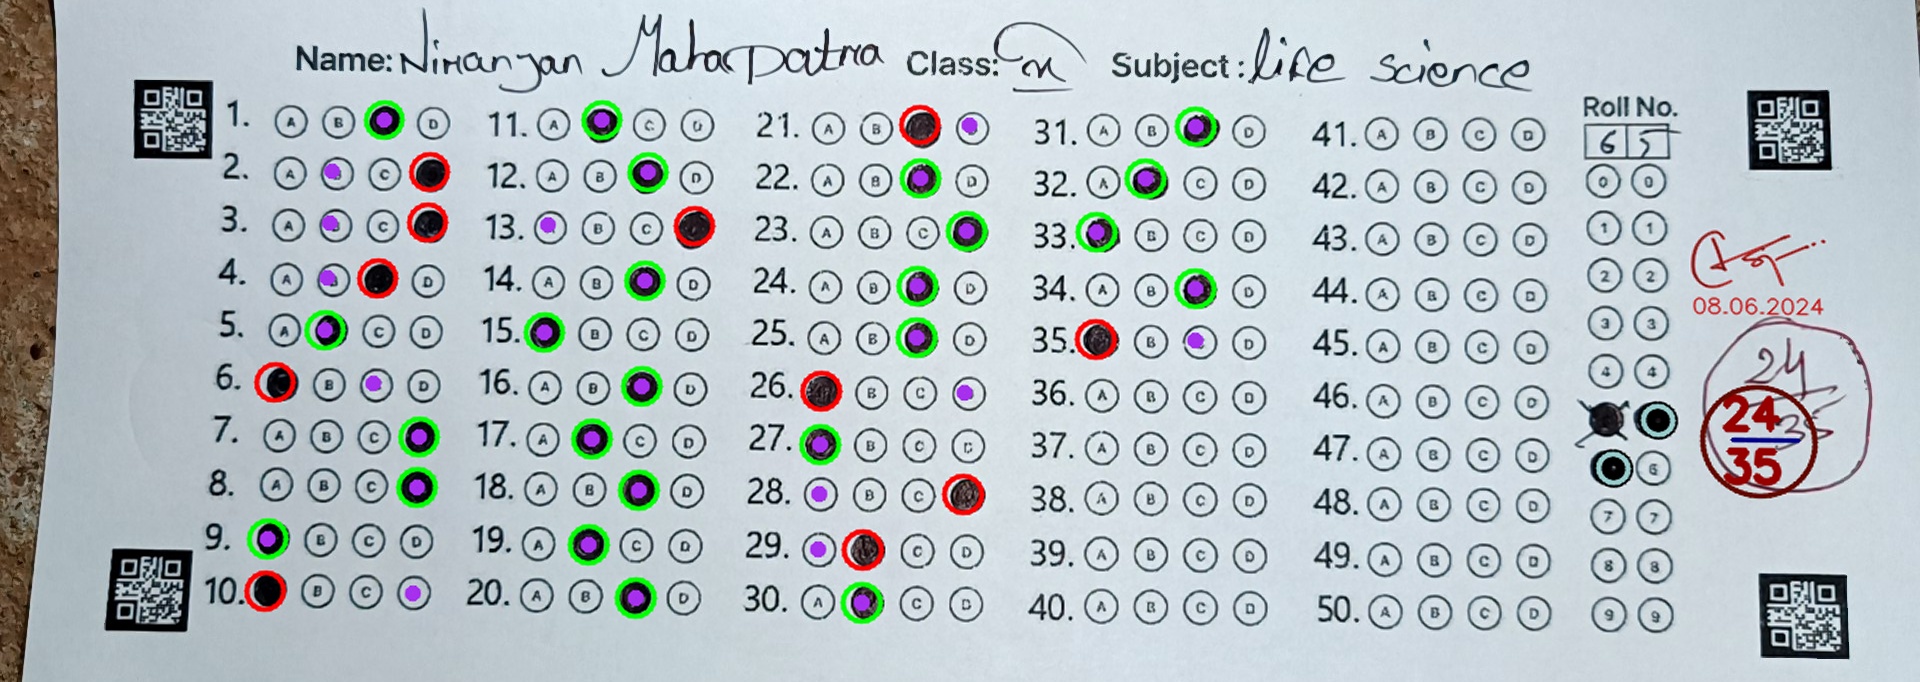 Name: Niranjan Mahapatra Class: X Subject: life science
Roll No.
6 5
1. A B D 11. A C D 21. A B 31. A B D 41. A B C D
2. A C 12. A B D 22. A B D 32. A C D 42. A B C D
3. A C 13. B C 23. A B C 33. B C D 43. A B C D
4. A D 14. A B D 24. A B D 34. A B D 44. A B C D
5. A C D 15. B C D 25. A B D 35. B D 45. A B C D
6. B D 16. A B D 26. B C 36. A B C D 46. A B C D
7. A B C 17. A C D 27. B C D 37. A B C D 47. A B C D
8. A B C 18. A B D 28. B C 38. A B C D 48. A B C D
9. B C D 19. A C D 29. C D 39. A B C D 49. A B C D
10. B C 20. A B D 30. A C D 40. A B C D 50. A B C D
0 0
1 1
2 2
3 3
4 4
6
7 7
8 8
9 9
08.06.2024
24
35
24
35